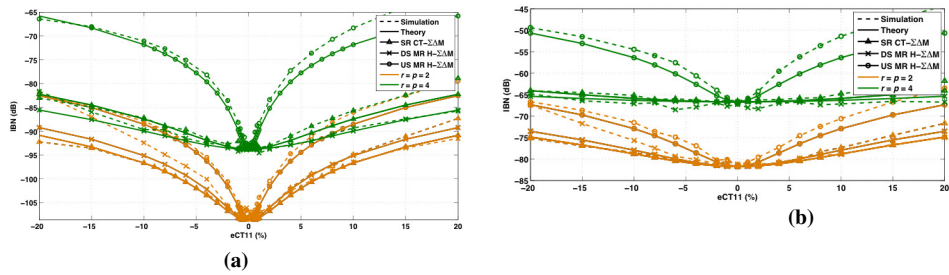 −65
−70
−75
−80
−85
−90
−95
−100
−105
IBN (dB)
−20
−15
−10
−5
0
5
10
15
20
eCT11 (%)
Simulation
Theory
SR CT−ΣΔM
DS MR H−ΣΔM
US MR H−ΣΔM
r = p = 2
r = p = 4
(a)
−45
−50
−55
−60
−65
−70
−75
−80
−85
IBN (dB)
−20
−15
−10
−5
0
5
10
15
20
eCT11 (%)
Simulation
Theory
SR CT−ΣΔM
DS MR H−ΣΔM
US MR H−ΣΔM
r = p = 2
r = p = 4
(b)